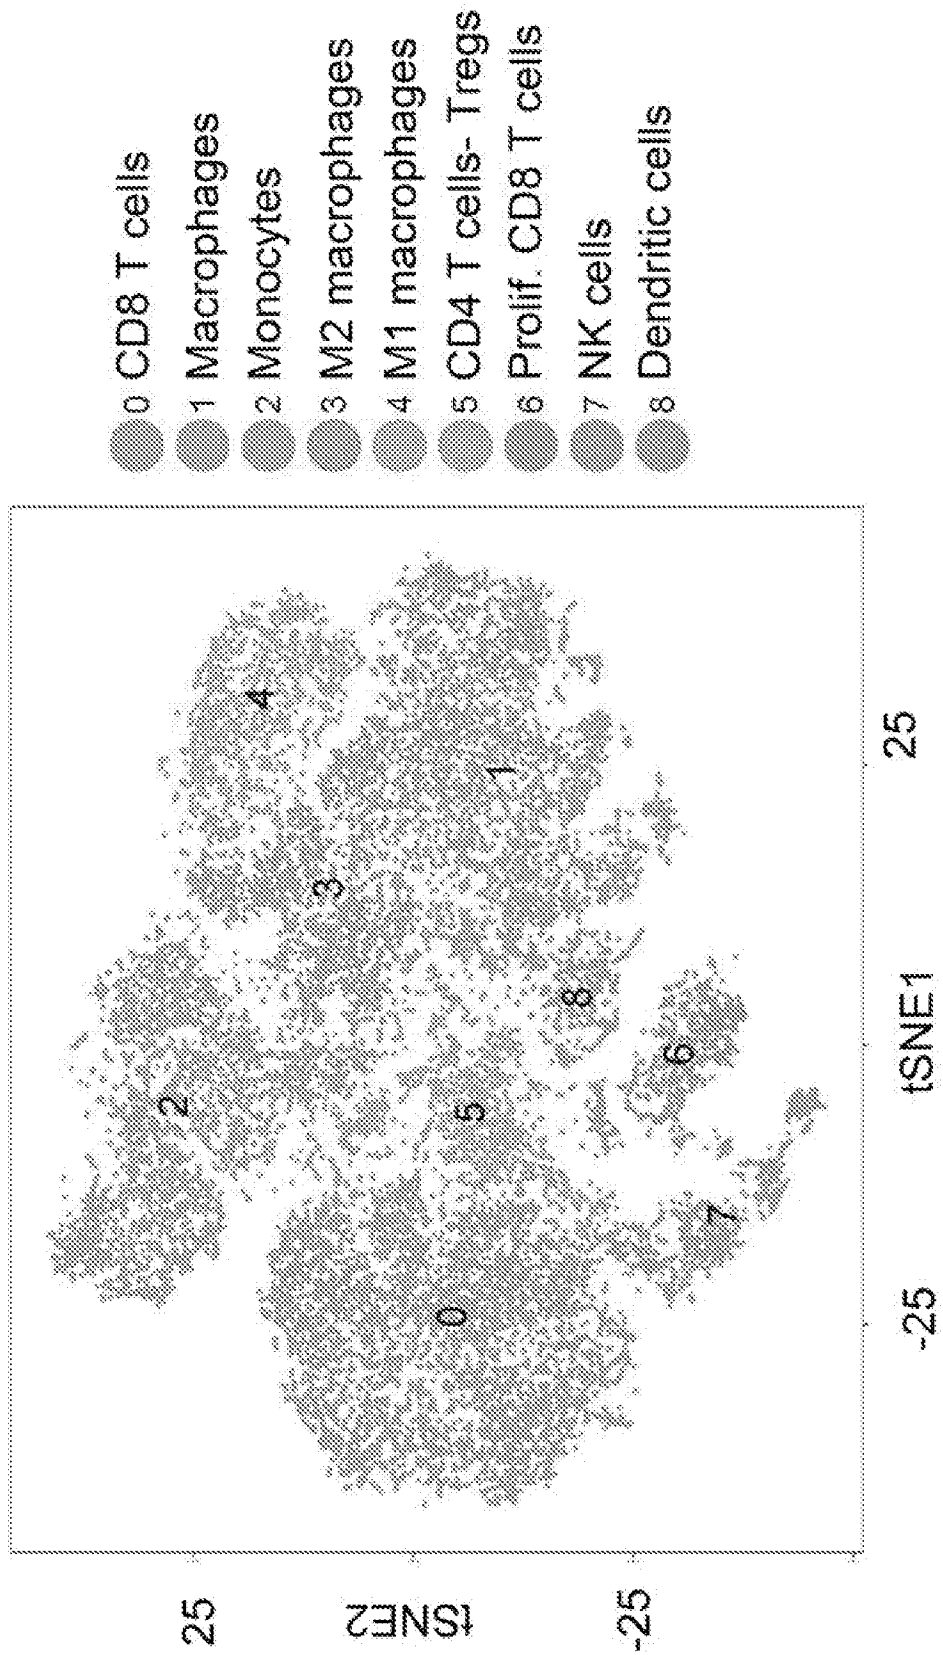 0 CD8 T cells
1 Macrophages
2 Monocytes
3 M2 macrophages
4 M1 macrophages
5 CD4 T cells- Tregs
6 Prolif. CD8 T cells
7 NK cells
8 Dendritic cells
25
tSNE2
-25
2
4
3
1
0
5
8
6
7
-25
tSNE1
25